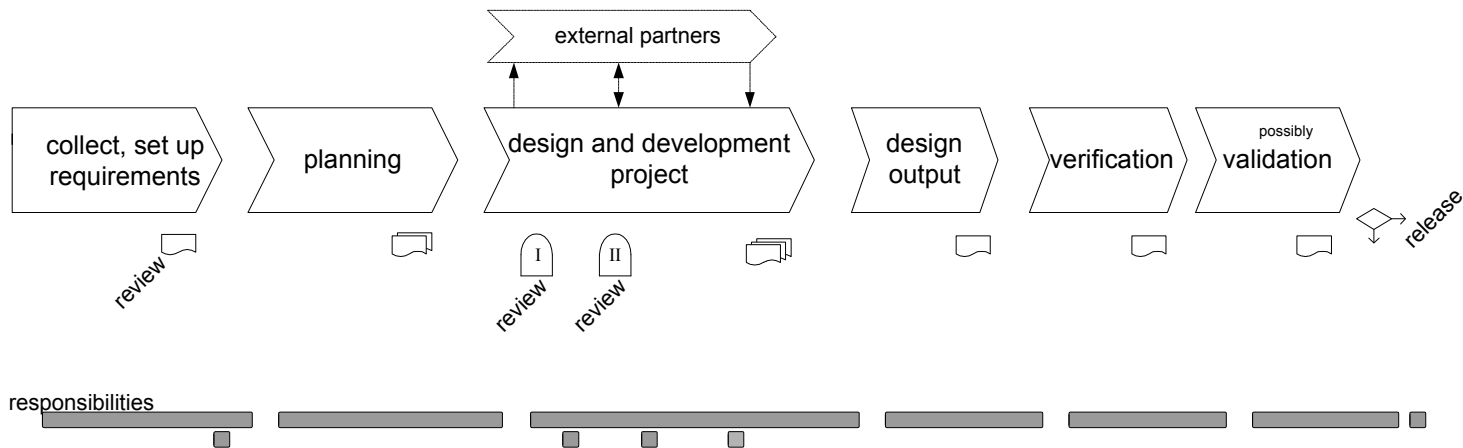 external partners
collect, set up
requirements
planning
design and development
project
design
output
verification
possibly
validation
review
I
review
II
review
release
responsibilities